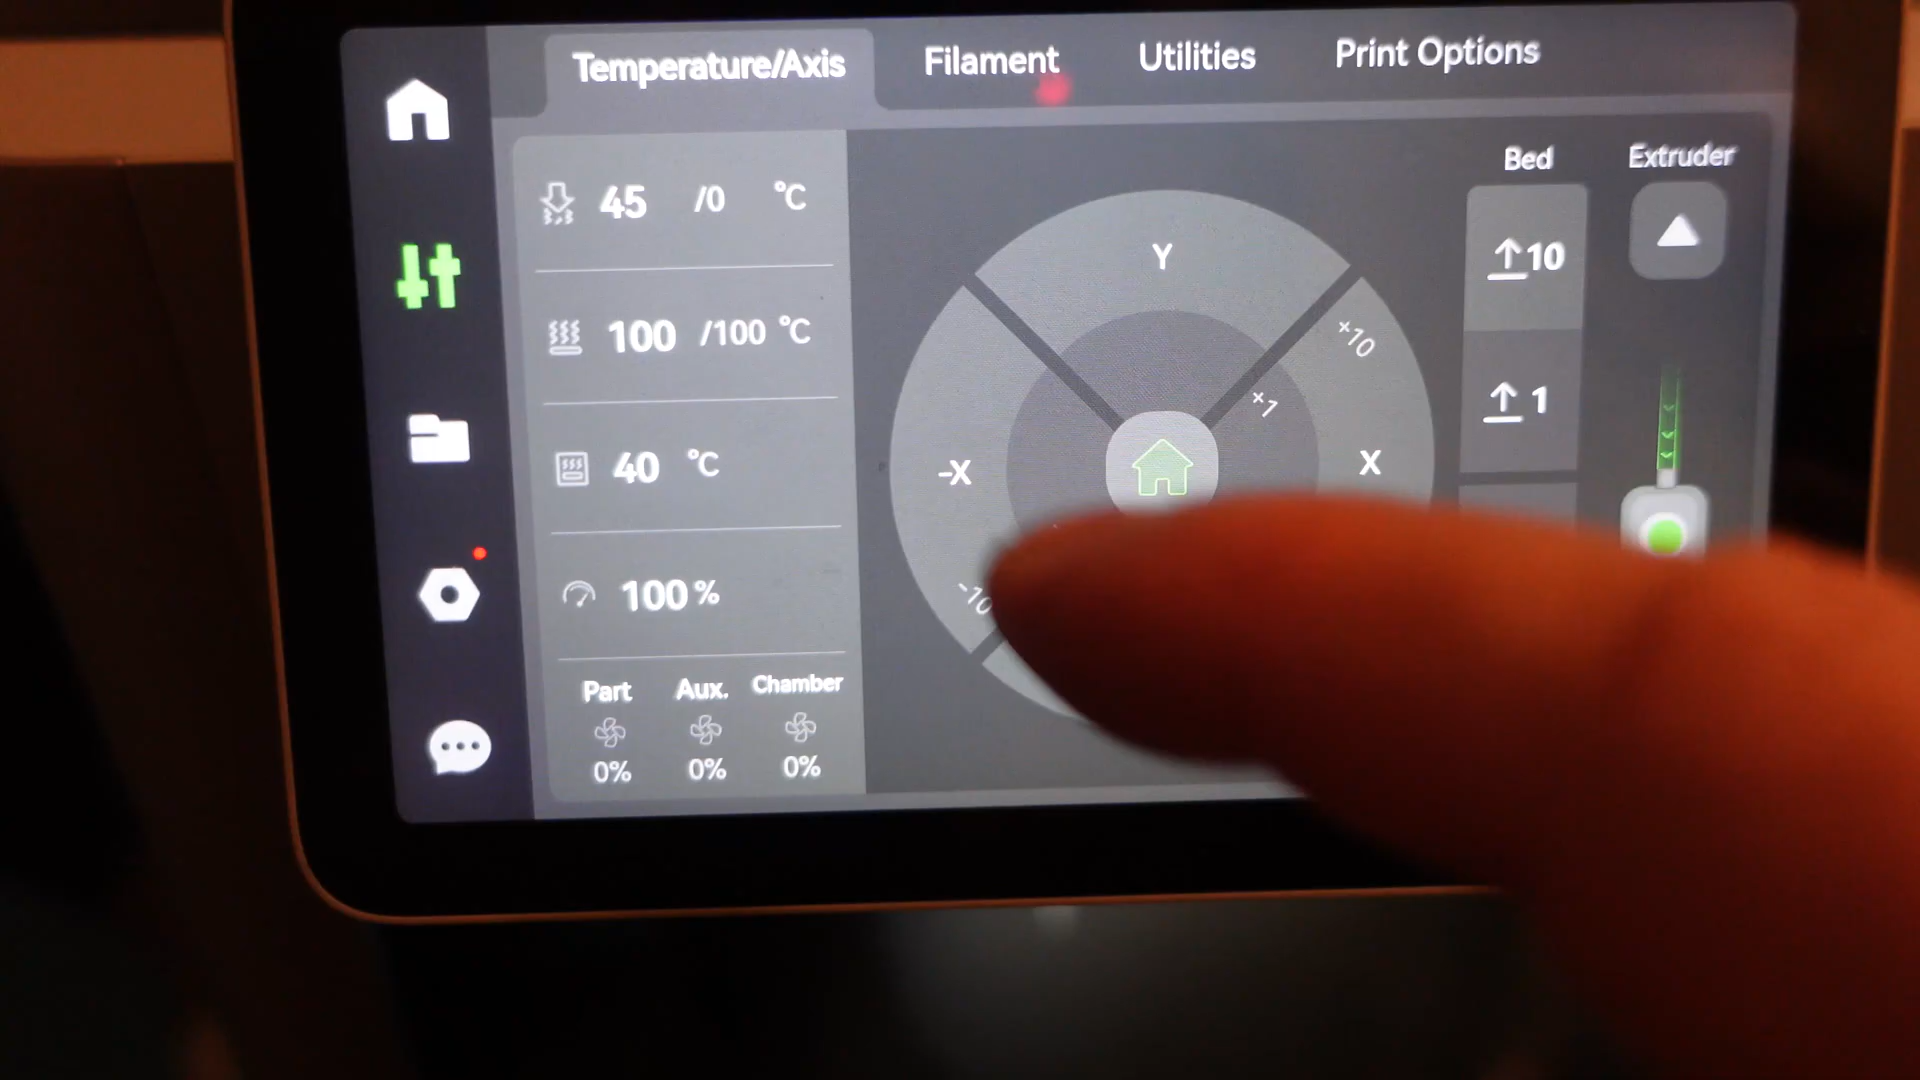 Temperature/Axis Filament Utilities Print Options
45 /0 °C
100 /100 °C
40 °C
100 %
Part Aux. Chamber
0% 0% 0%
Y
+10
+1
-X
X
-10
Bed
10
1
Extruder